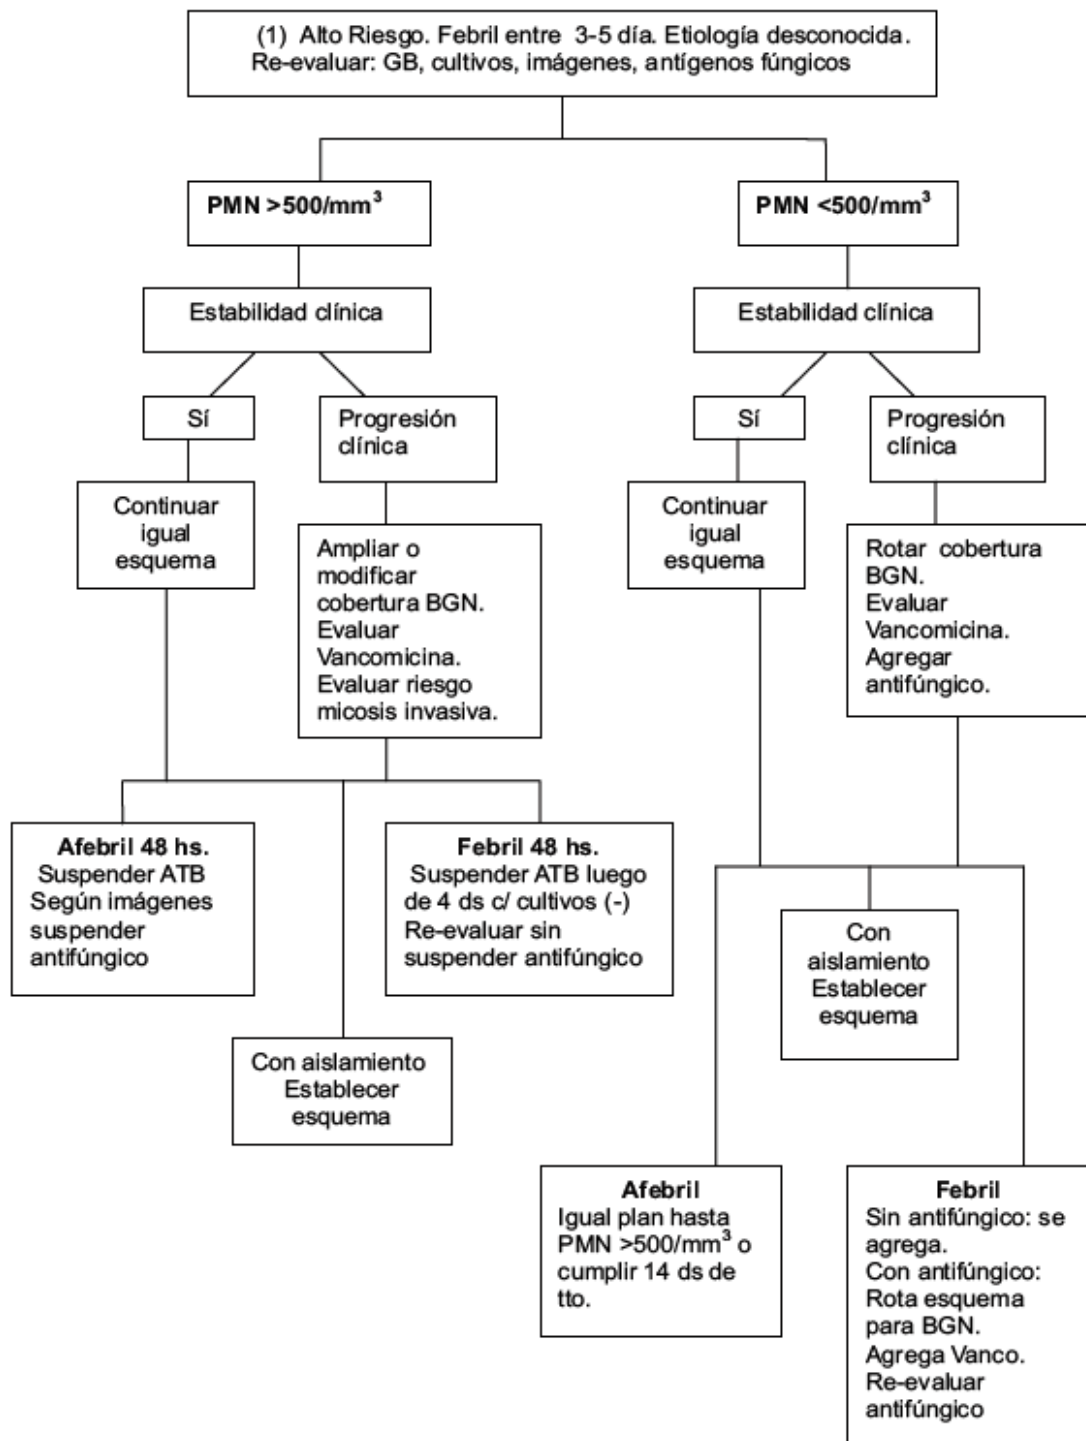 (1) Alto Riesgo. Febril entre 3-5 día. Etiología desconocida.
Re-evaluar: GB, cultivos, imágenes, antígenos fúngicos
PMN >500/mm³
PMN <500/mm³
Estabilidad clínica
Estabilidad clínica
Sí
Progresión
clínica
Sí
Progresión
clínica
Continuar
igual
esquema
Ampliar o
modificar
cobertura BGN.
Evaluar
Vancomicina.
Evaluar riesgo
micosis invasiva.
Continuar
igual
esquema
Rotar cobertura
BGN.
Evaluar
Vancomicina.
Agregar
antifúngico.
Afebril 48 hs.
Suspender ATB
Según imágenes
suspender
antifúngico
Febril 48 hs.
Suspender ATB luego
de 4 ds c/ cultivos (-)
Re-evaluar sin
suspender antifúngico
Con aislamiento
Establecer
esquema
Con
aislamiento
Establecer
esquema
Afebril
Igual plan hasta
PMN >500/mm³ o
cumplir 14 ds de
tto.
Febril
Sin antifúngico: se
agrega.
Con antifúngico:
Rota esquema
para BGN.
Agrega Vanco.
Re-evaluar
antifúngico